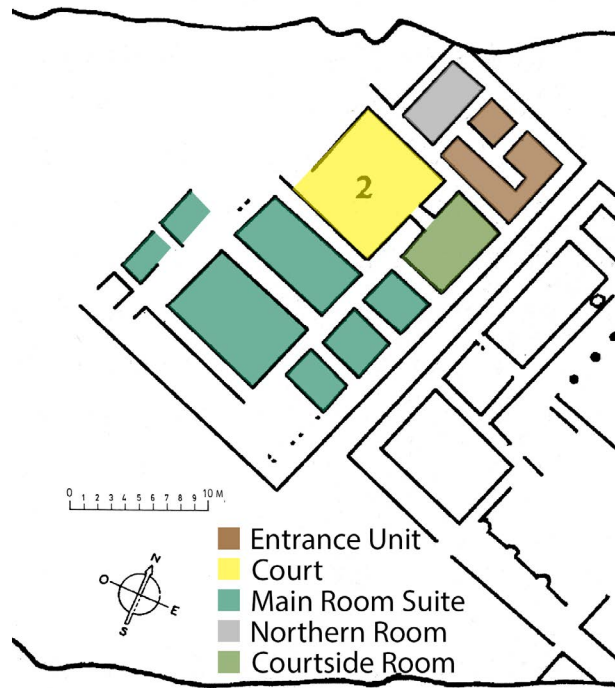 2
0 1 2 3 4 5 6 7 8 9 10 M.
N
O
E
S
Entrance Unit
Court
Main Room Suite
Northern Room
Courtside Room